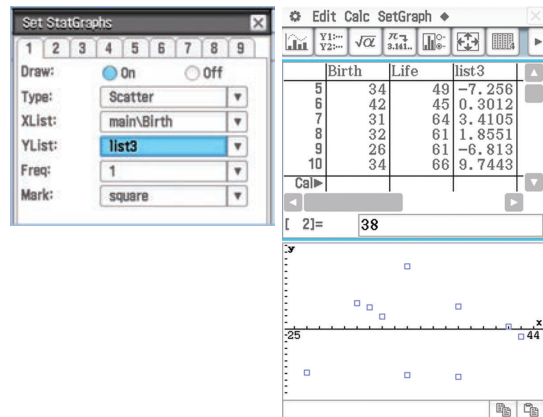 Set StatGraphs
1 2 3 4 5 6 7 8 9
Draw: On Off
Type: Scatter
XList: main\Birth
YList: list3
Freq: 1
Mark: square
Edit Calc SetGraph
Y1:···
Y2:···
Birth Life list3
5 34 49 -7.256
6 42 45 0.3012
7 31 64 3.4105
8 32 61 1.8551
9 26 61 -6.813
10 34 66 9.7443
Cal
[ 2]= 38
y
x
-25 44